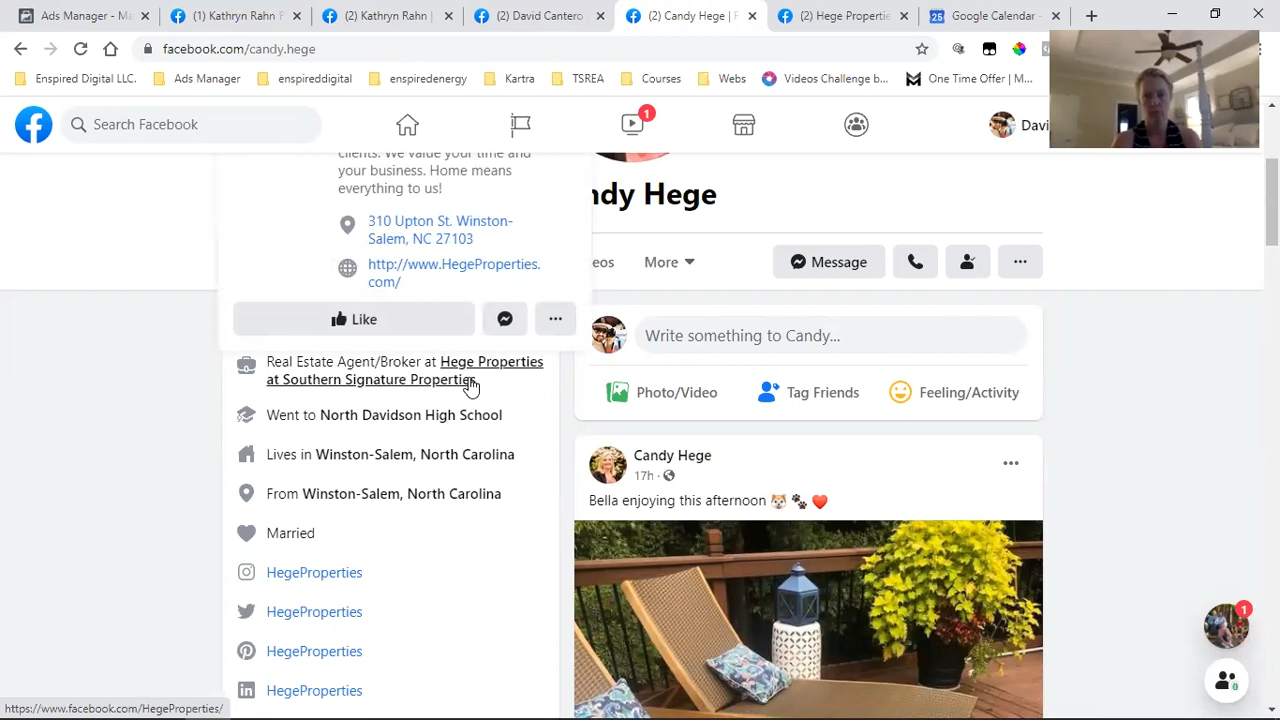 Ads Manager - Ma
(1) Kathryn Rahn F
(2) Kathryn Rahn |
(2) David Cantero
(2) Candy Hege | F
(2) Hege Propertie
Google Calendar -
facebook.com/candy.hege
Enspired Digital LLC.
Ads Manager
enspireddigital
enspiredenergy
Kartra
TSREA
Courses
Webs
Videos Challenge b...
One Time Offer | M...
Search Facebook
1
Davi
clients. We value your time and
your business. Home means
everything to us!
310 Upton St. Winston-
Salem, NC 27103
http://www.HegeProperties.
com/
Like
ndy Hege
eos
More
Message
Real Estate Agent/Broker at Hege Properties
at Southern Signature Properties
Went to North Davidson High School
Lives in Winston-Salem, North Carolina
From Winston-Salem, North Carolina
Married
HegeProperties
HegeProperties
HegeProperties
HegeProperties
Write something to Candy...
Photo/Video
Tag Friends
Feeling/Activity
Candy Hege
17h ·
Bella enjoying this afternoon
1
0
https://www.facebook.com/HegeProperties/